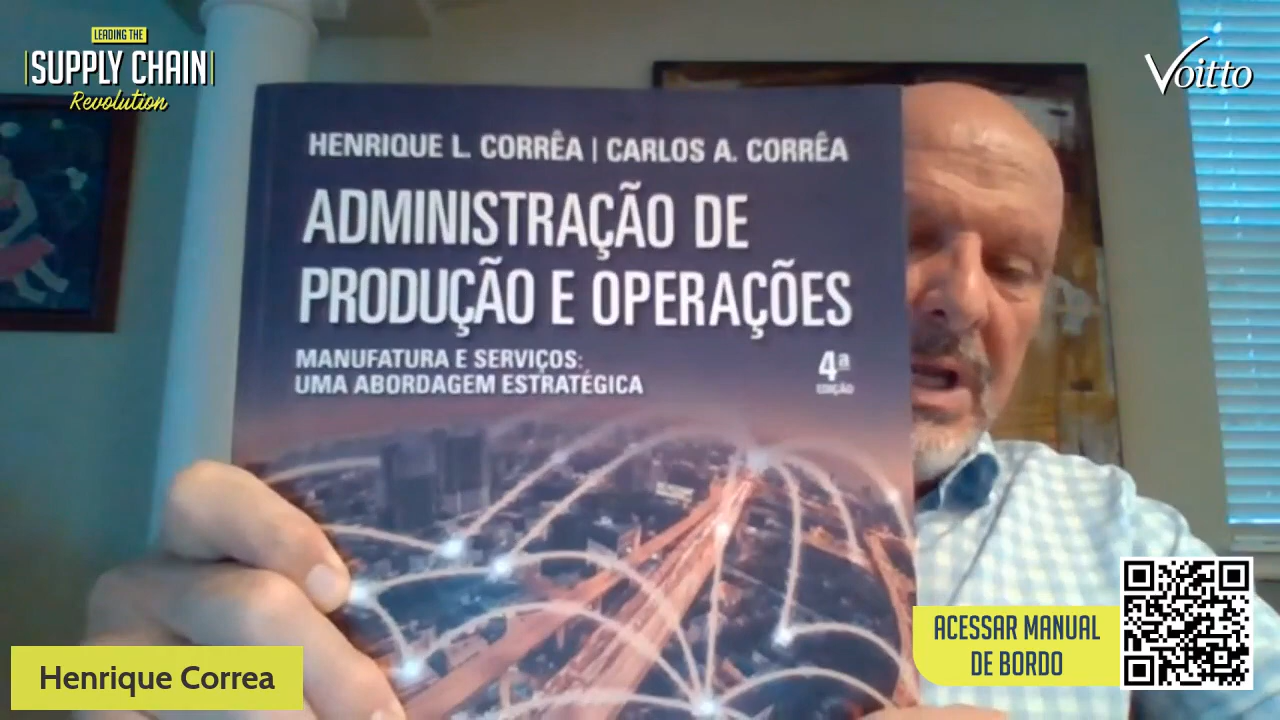 LEADING THE
SUPPLY CHAIN
Revolution
Voitto
HENRIQUE L. CORRÊA | CARLOS A. CORRÊA
ADMINISTRAÇÃO DE
PRODUÇÃO E OPERAÇÕES
MANUFATURA E SERVIÇOS:
UMA ABORDAGEM ESTRATÉGICA
4ª
EDIÇÃO
Henrique Correa
ACESSAR MANUAL
DE BORDO